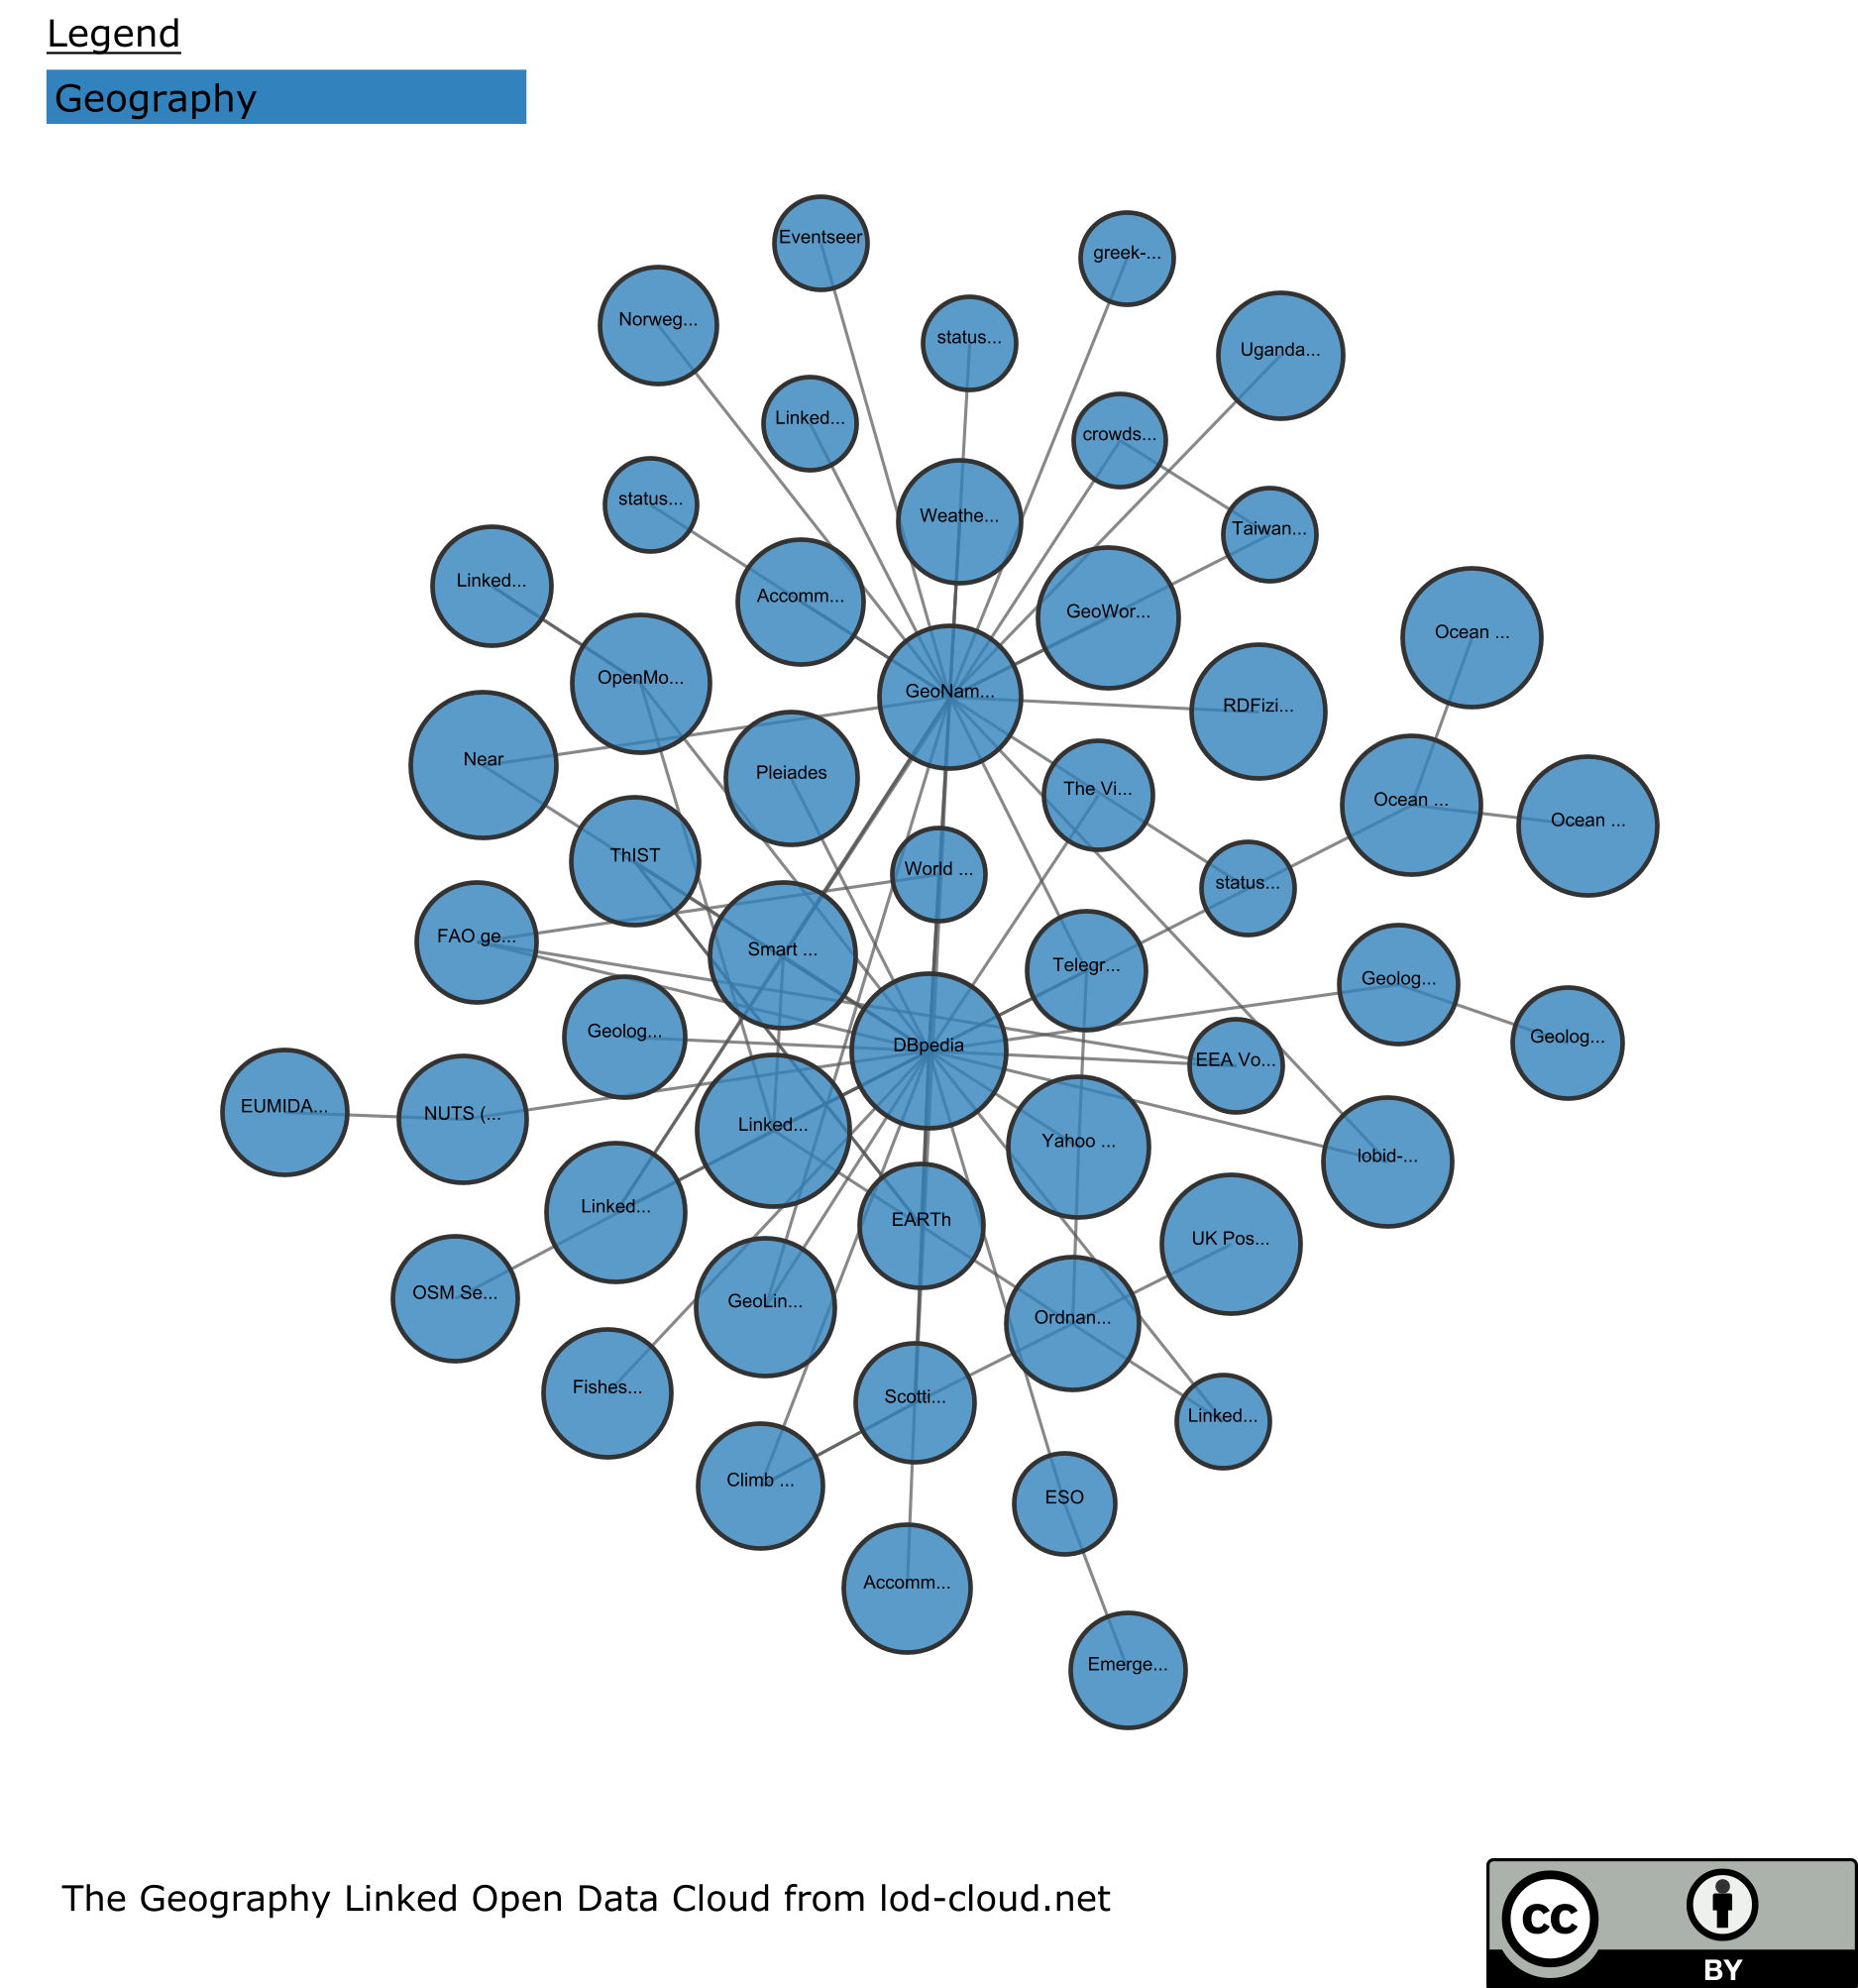 Legend
Geography
Eventseer
greek-...
Norweg...
status...
Uganda...
Linked...
crowds...
status...
Weathe...
Taiwan...
Linked...
Accomm...
GeoWor...
Ocean ...
OpenMo...
GeoNam...
RDFizi...
Near
Pleiades
The Vi...
Ocean ...
Ocean ...
ThIST
World ...
status...
FAO ge...
Smart ...
Telegr...
Geolog...
Geolog...
DBpedia
EEA Vo...
Geolog...
EUMIDA...
NUTS (...
Linked...
Yahoo ...
lobid-...
Linked...
EARTh
UK Pos...
OSM Se...
GeoLin...
Ordnan...
Fishes...
Scotti...
Linked...
Climb ...
ESO
Accomm...
Emerge...
The Geography Linked Open Data Cloud from lod-cloud.net
cc
BY